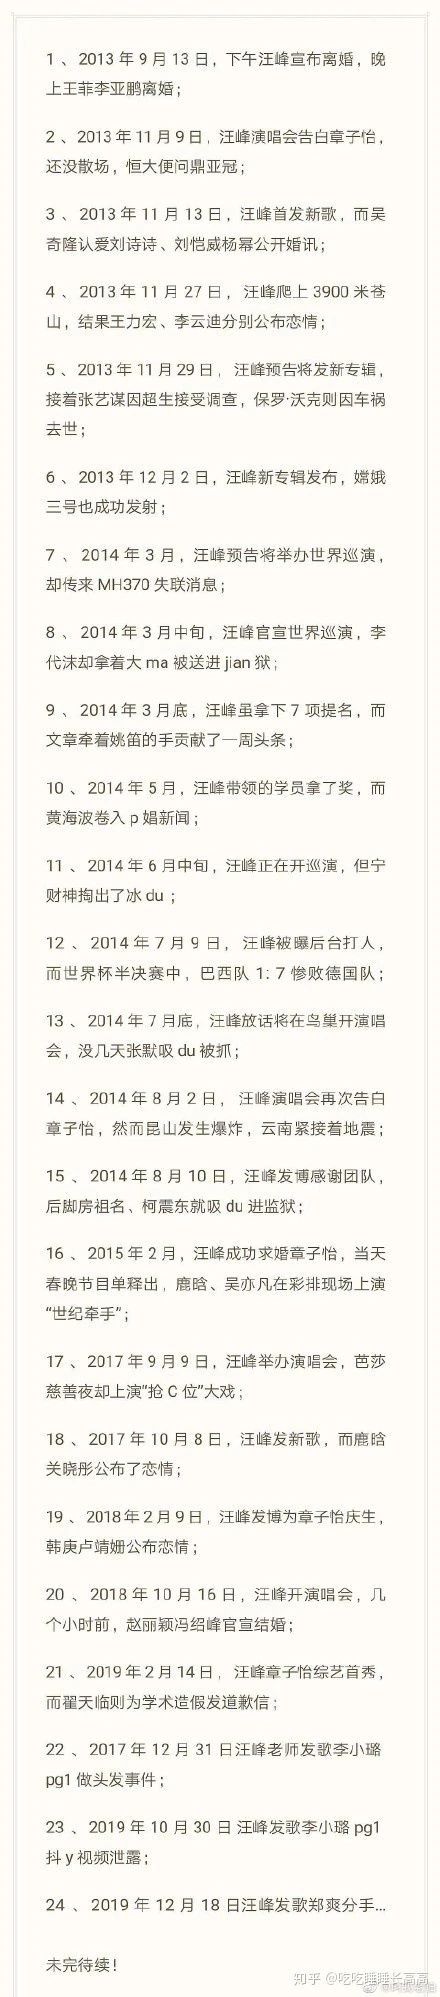 1 、2013 年 9 月 13 日，下午汪峰宣布离婚，晚
上王菲李亚鹏离婚；
2 、2013 年 11 月 9 日，汪峰演唱会告白章子怡，
还没散场，恒大便问鼎亚冠；
3 、2013 年 11 月 13 日，汪峰首发新歌，而吴
奇隆认爱刘诗诗、刘恺威杨幂公开婚讯；
4 、2013 年 11 月 27 日，汪峰爬上 3900 米苍
山，结果王力宏、李云迪分别公布恋情；
5 、2013 年 11 月 29 日，汪峰预告将发新专辑，
接着张艺谋因超生接受调查，保罗·沃克则因车祸
去世；
6 、2013 年 12 月 2 日，汪峰新专辑发布，嫦娥
三号也成功发射；
7 、2014 年 3 月，汪峰预告将举办世界巡演，
却传来 MH370 失联消息；
8 、2014 年 3 月中旬，汪峰官宣世界巡演，李
代沫却拿着大 ma 被送进 jian 狱；
9 、2014 年 3 月底，汪峰虽拿下 7 项提名，而
文章牵着姚笛的手贡献了一周头条；
10 、2014 年 5 月，汪峰带领的学员拿了奖，而
黄海波卷入 p 娼新闻；
11 、2014 年 6 月中旬，汪峰正在开巡演，但宁
财神掏出了冰 du ；
12 、2014 年 7 月 9 日，汪峰被曝后台打人，
而世界杯半决赛中，巴西队 1: 7 惨败德国队；
13 、2014 年 7 月底，汪峰放话将在鸟巢开演唱
会，没几天张默吸 du 被抓；
14 、2014 年 8 月 2 日，汪峰演唱会再次告白
章子怡，然而昆山发生爆炸，云南紧接着地震；
15 、2014 年 8 月 10 日，汪峰发博感谢团队，
后脚房祖名、柯震东就吸 du 进监狱；
16 、2015 年 2 月，汪峰成功求婚章子怡，当天
春晚节目单释出，鹿晗、吴亦凡在彩排现场上演
“世纪牵手”；
17 、2017 年 9 月 9 日，汪峰举办演唱会，芭莎
慈善夜却上演“抢 C 位”大戏；
18 、2017 年 10 月 8 日，汪峰发新歌，而鹿晗
关晓彤公布了恋情；
19 、2018 年 2 月 9 日，汪峰发博为章子怡庆生，
韩庚卢靖姗公布恋情；
20 、2018 年 10 月 16 日，汪峰开演唱会，几
个小时前，赵丽颖冯绍峰官宣结婚；
21 、2019 年 2 月 14 日，汪峰章子怡综艺首秀，
而翟天临则为学术造假发道歉信；
22 、2017 年 12 月 31 日汪峰老师发歌李小璐
pg1 做头发事件；
23 、2019 年 10 月 30 日 汪峰发歌李小璐 pg1
抖 y 视频泄露；
24 、2019 年 12 月 18 日汪峰发歌郑爽分手...
未完待续！
知乎 @吃吃睡睡长高高